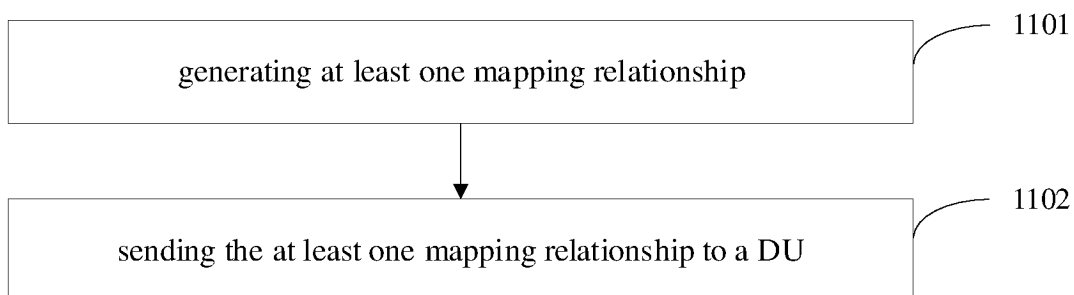 1101
generating at least one mapping relationship
1102
sending the at least one mapping relationship to a DU